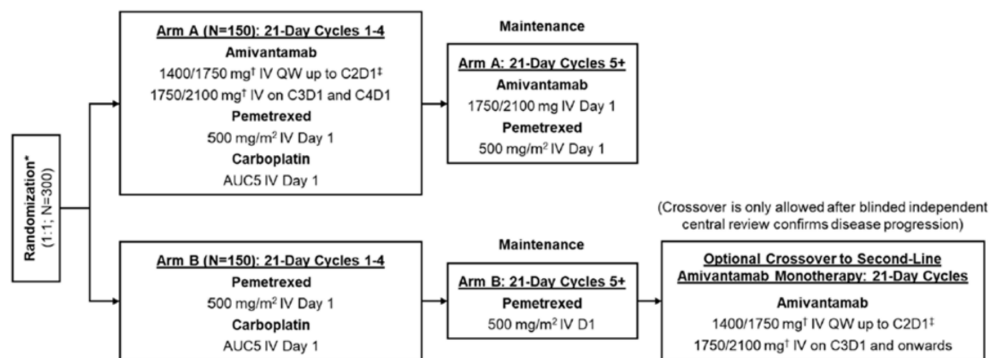 Randomization*
(1:1; N=300)
Arm A (N=150): 21-Day Cycles 1-4
Amivantamab
1400/1750 mg† IV QW up to C2D1‡
1750/2100 mg† IV on C3D1 and C4D1
Pemetrexed
500 mg/m² IV Day 1
Carboplatin
AUC5 IV Day 1
Maintenance
Arm A: 21-Day Cycles 5+
Amivantamab
1750/2100 mg IV Day 1
Pemetrexed
500 mg/m² IV Day 1
Arm B (N=150): 21-Day Cycles 1-4
Pemetrexed
500 mg/m² IV Day 1
Carboplatin
AUC5 IV Day 1
Maintenance
Arm B: 21-Day Cycles 5+
Pemetrexed
500 mg/m² IV D1
(Crossover is only allowed after blinded independent
central review confirms disease progression)
Optional Crossover to Second-Line
Amivantamab Monotherapy: 21-Day Cycles
Amivantamab
1400/1750 mg† IV QW up to C2D1‡
1750/2100 mg† IV on C3D1 and onwards